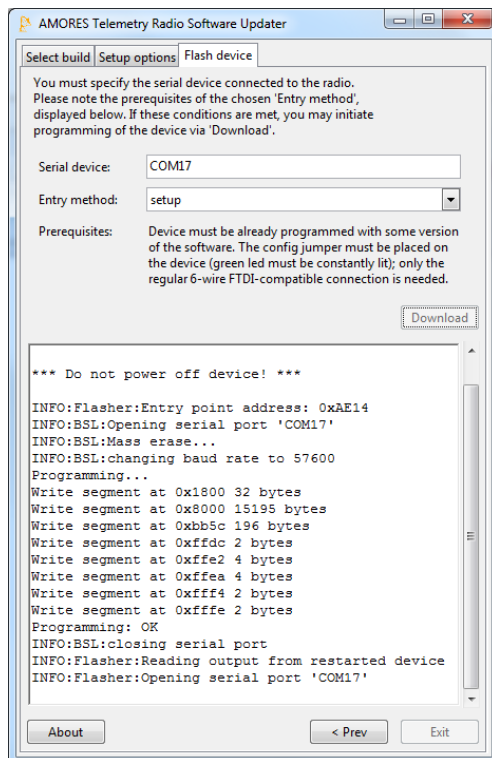 AMORES Telemetry Radio Software Updater
Select build Setup options Flash device
You must specify the serial device connected to the radio.
Please note the prerequisites of the chosen 'Entry method',
displayed below. If these conditions are met, you may initiate
programming of the device via 'Download'.
Serial device: COM17
Entry method: setup
Prerequisites: Device must be already programmed with some version
of the software. The config jumper must be placed on
the device (green led must be constantly lit); only the
regular 6-wire FTDI-compatible connection is needed.
Download
*** Do not power off device! ***
INFO:Flasher:Entry point address: 0xAE14
INFO:BSL:Opening serial port 'COM17'
INFO:BSL:Mass erase...
INFO:BSL:changing baud rate to 57600
Programming...
Write segment at 0x1800 32 bytes
Write segment at 0x8000 15195 bytes
Write segment at 0xbb5c 196 bytes
Write segment at 0xffdc 2 bytes
Write segment at 0xffe2 4 bytes
Write segment at 0xffea 4 bytes
Write segment at 0xfff4 2 bytes
Write segment at 0xfffe 2 bytes
Programming: OK
INFO:BSL:closing serial port
INFO:Flasher:Reading output from restarted device
INFO:Flasher:Opening serial port 'COM17'
About < Prev Exit